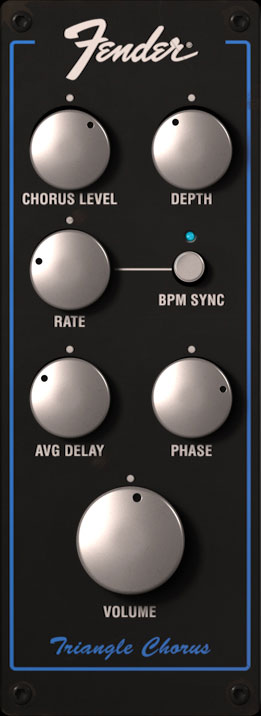 Fender®
CHORUS LEVEL
DEPTH
RATE
BPM SYNC
AVG DELAY
PHASE
VOLUME
Triangle Chorus